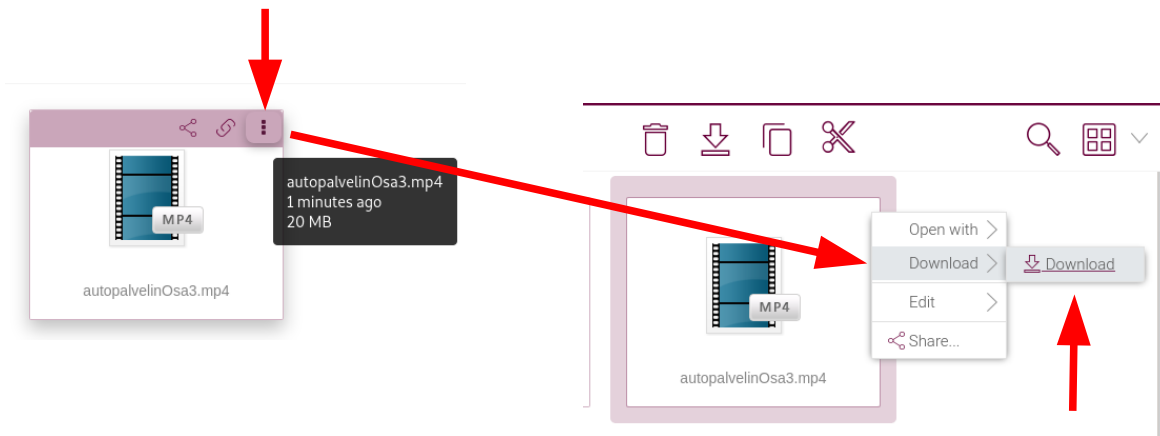 MP4
autopalvelinOsa3.mp4
1 minutes ago
20 MB
autopalvelinOsa3.mp4
MP4
autopalvelinOsa3.mp4
Open with
Download
Download
Edit
Share...